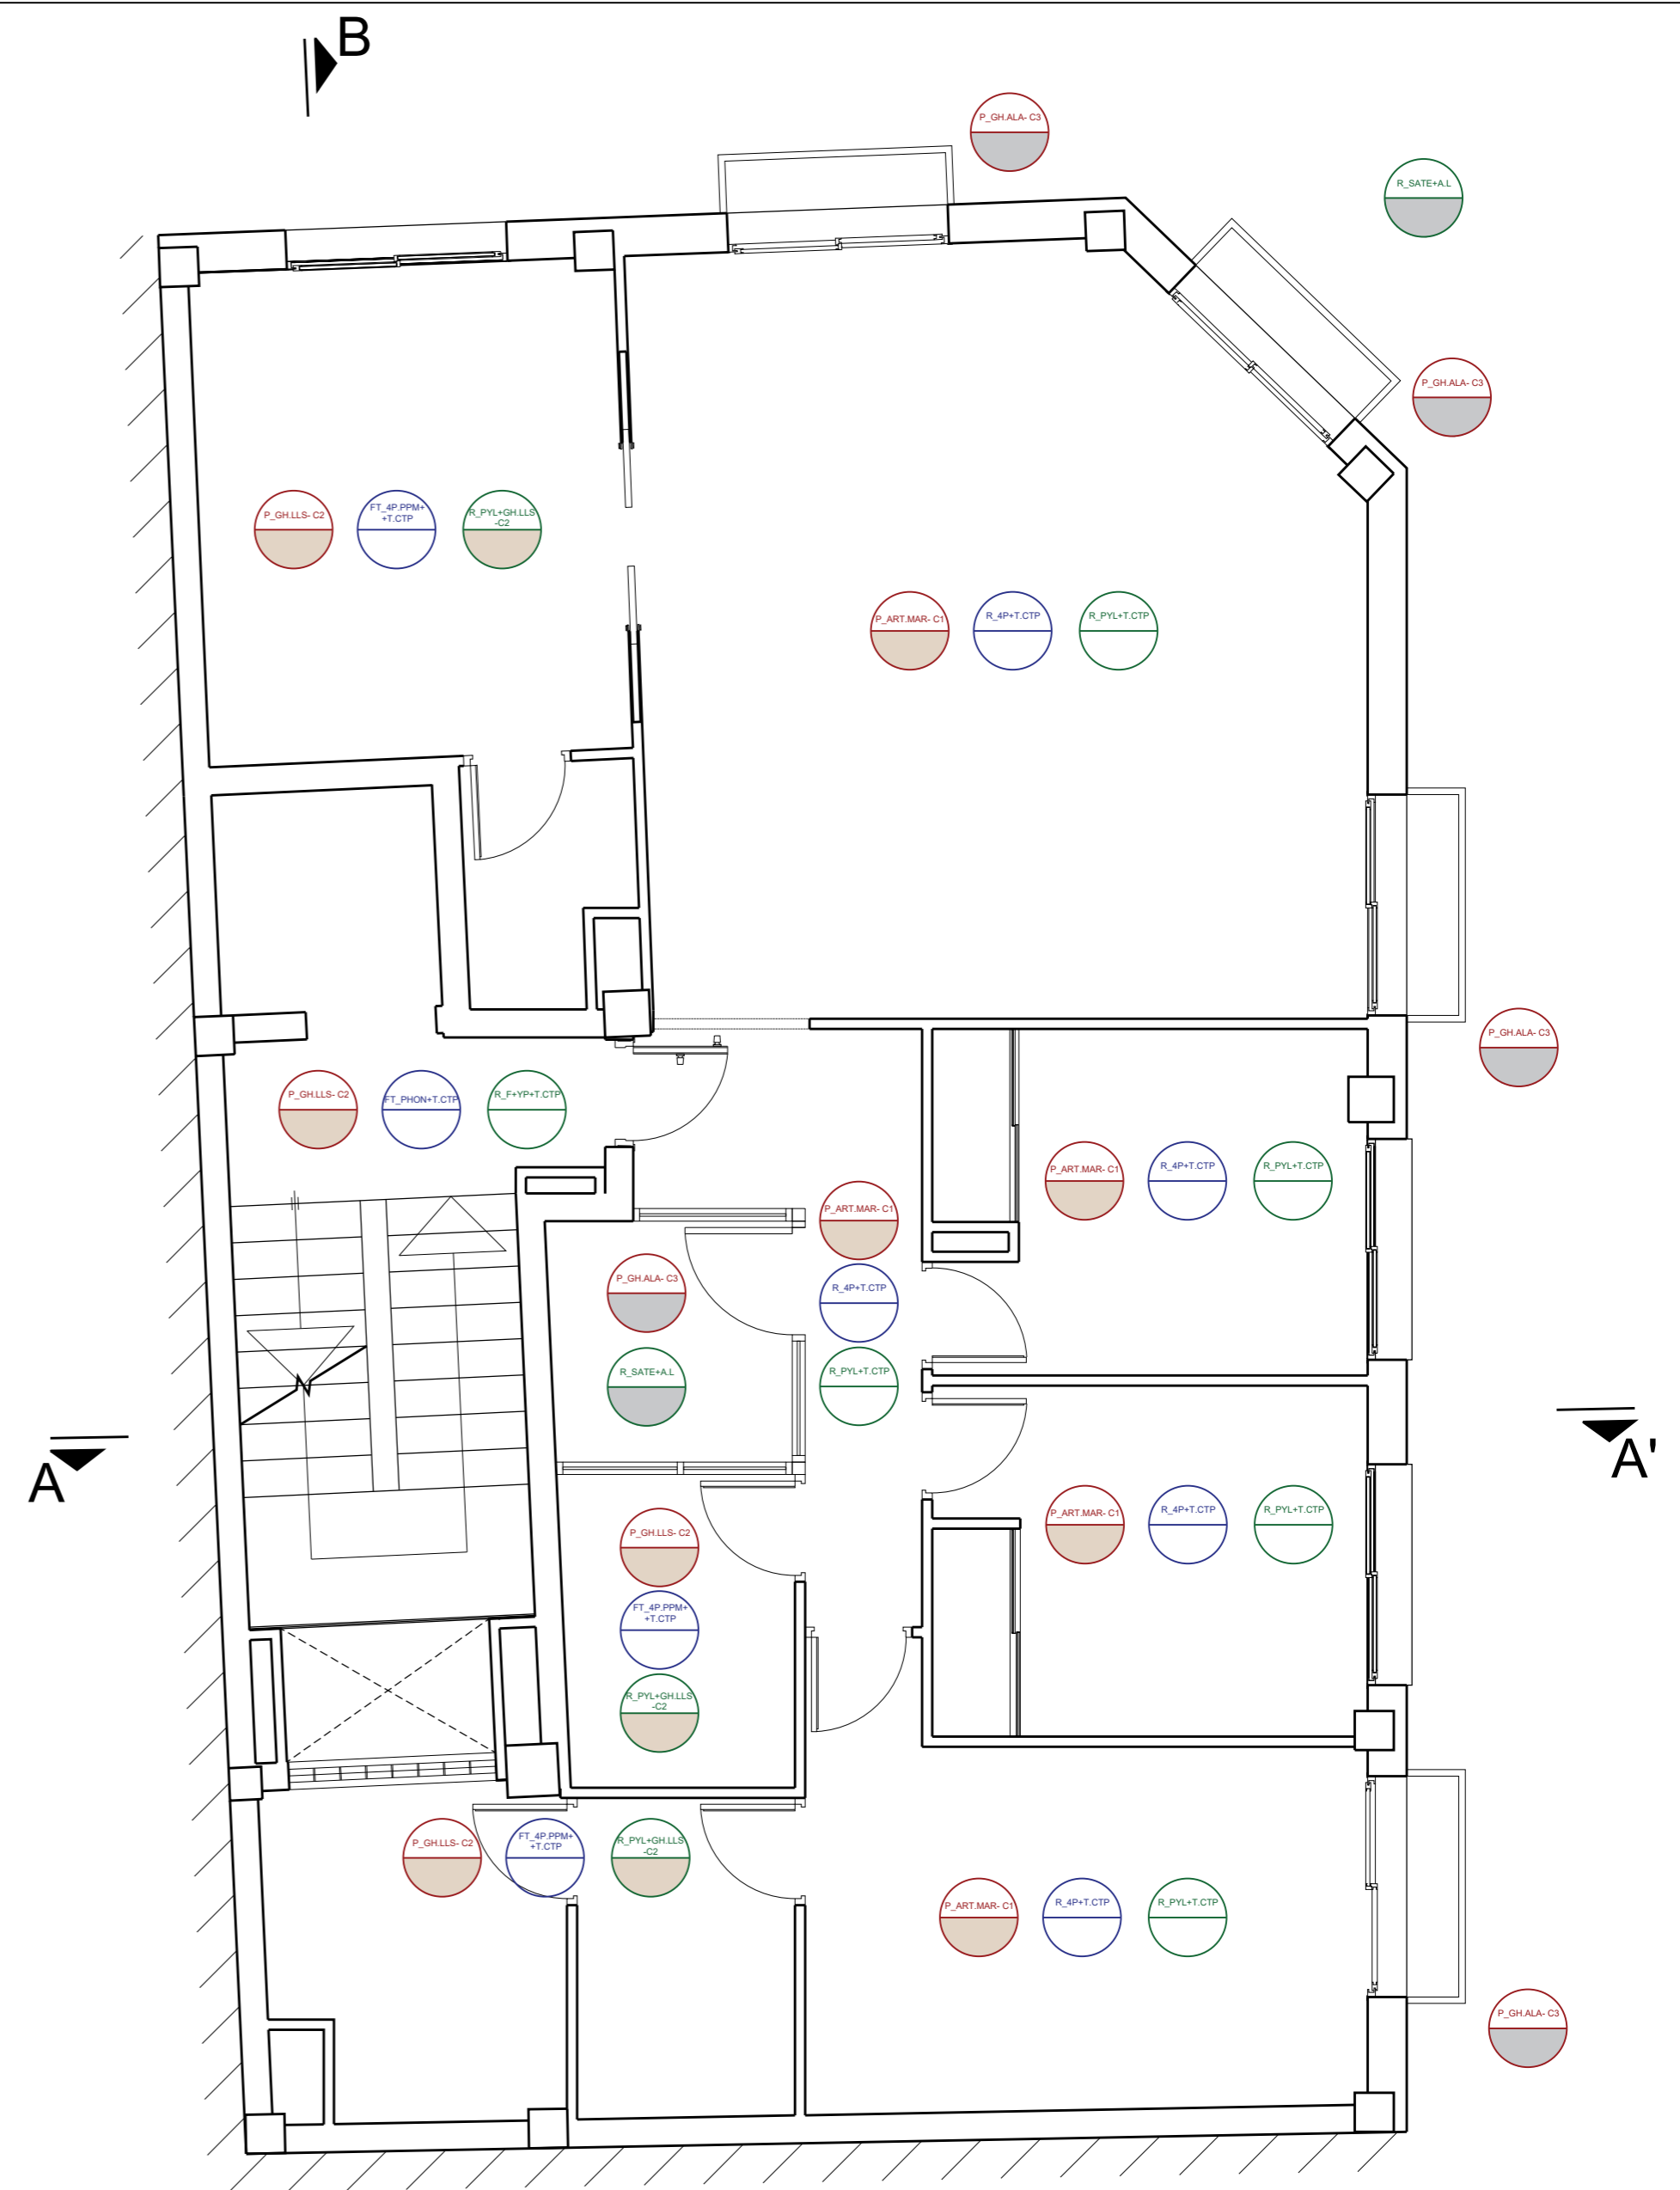 B
P_GH.ALA- C3
R_SATE+A.L
P_GH.ALA- C3
P_GH.LLS- C2
FT_4P.PPM+
+T.CTP
R_PYL+GH.LLS
-C2
P_ART.MAR- C1
R_4P+T.CTP
R_PYL+T.CTP
P_GH.ALA- C3
P_GH.LLS- C2
FT_PHON+T.CTP
R_F+YP+T.CTP
P_ART.MAR- C1
R_4P+T.CTP
R_PYL+T.CTP
P_ART.MAR- C1
R_4P+T.CTP
R_PYL+T.CTP
P_GH.ALA- C3
R_SATE+A.L
A
A'
P_GH.LLS- C2
FT_4P.PPM+
+T.CTP
R_PYL+GH.LLS
-C2
P_ART.MAR- C1
R_4P+T.CTP
R_PYL+T.CTP
P_GH.LLS- C2
FT_4P.PPM+
+T.CTP
R_PYL+GH.LLS
-C2
P_ART.MAR- C1
R_4P+T.CTP
R_PYL+T.CTP
P_GH.ALA- C3